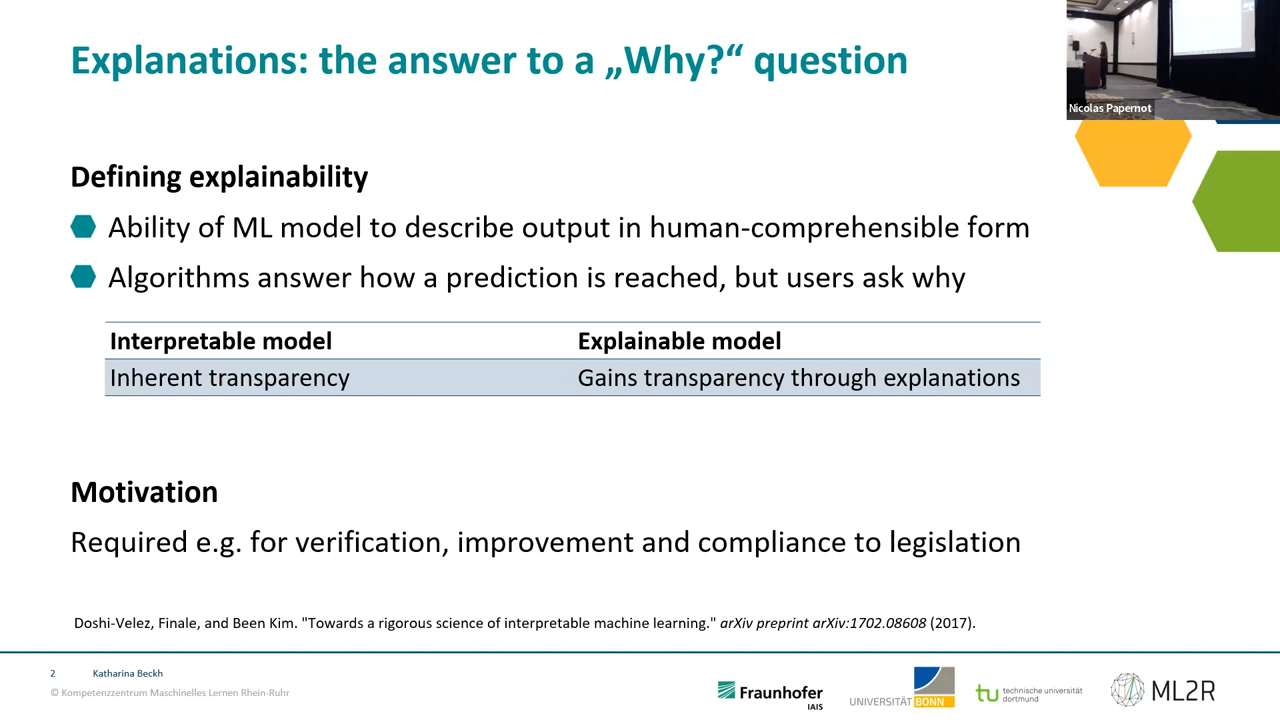 Explanations: the answer to a „Why?“ question
Nicolas Papernot
Defining explainability
Ability of ML model to describe output in human-comprehensible form
Algorithms answer how a prediction is reached, but users ask why
Interpretable model Explainable model
Inherent transparency Gains transparency through explanations
Motivation
Required e.g. for verification, improvement and compliance to legislation
Doshi-Velez, Finale, and Been Kim. "Towards a rigorous science of interpretable machine learning." arXiv preprint arXiv:1702.08608 (2017).
2 Katharina Beckh
© Kompetenzzentrum Maschinelles Lernen Rhein-Ruhr
Fraunhofer
IAIS
UNIVERSITÄT BONN
tu technische universität
dortmund
ML2R